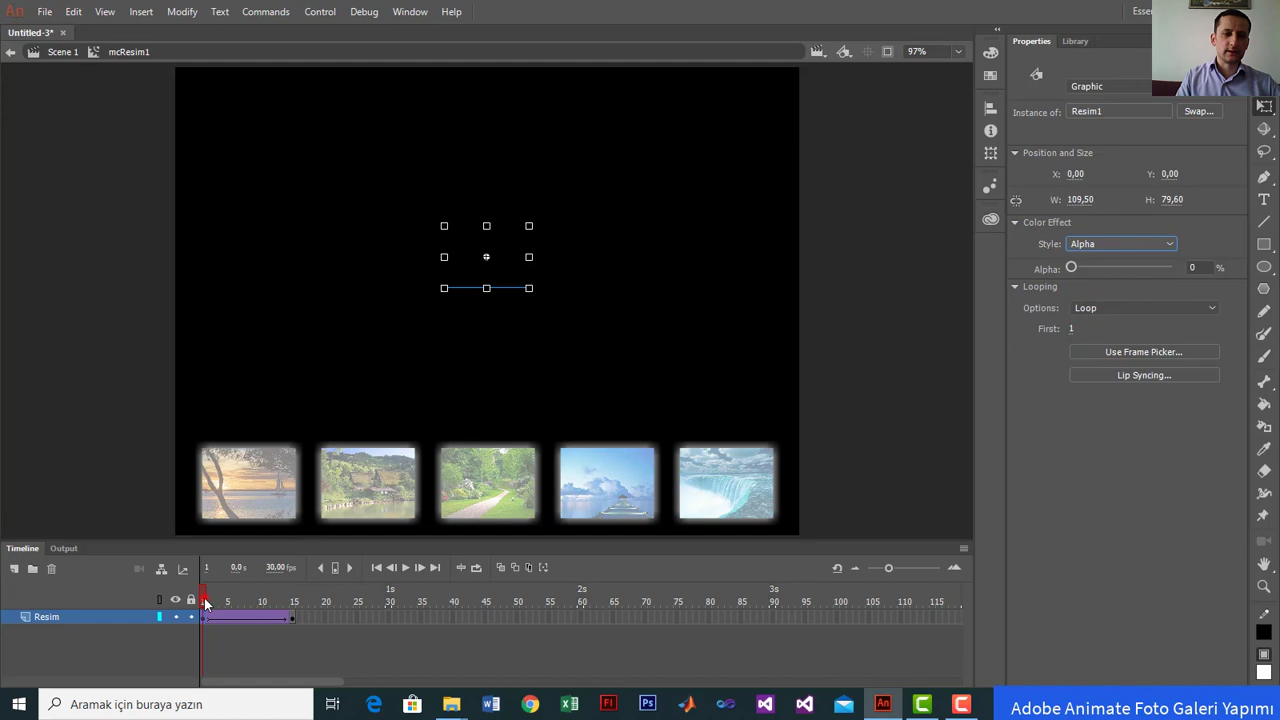 An File Edit View Insert Modify Text Commands Control Debug Window Help
Untitled-3* ×
Scene 1 mcResim1 97%
Properties Library
Graphic
Instance of: Resim1 Swap...
Position and Size
X: 0,00 Y: 0,00
W: 109,50 H: 79,60
Color Effect
Style: Alpha
Alpha: 0 %
Looping
Options: Loop
First: 1
Use Frame Picker...
Lip Syncing...
Timeline Output
1 0.0 s 30.00 fps
1s 2s 3s
5 10 15 20 25 30 35 40 45 50 55 60 65 70 75 80 85 90 95 100 105 110 115
Resim
Aramak için buraya yazın
Adobe Animate Foto Galeri Yapımı